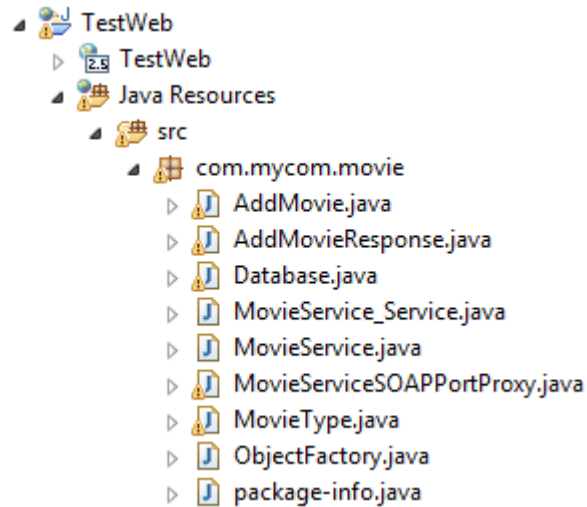 TestWeb
2.5 TestWeb
Java Resources
src
com.mycom.movie
J AddMovie.java
J AddMovieResponse.java
J Database.java
J MovieService_Service.java
J MovieService.java
J MovieServiceSOAPPortProxy.java
J MovieType.java
J ObjectFactory.java
J package-info.java